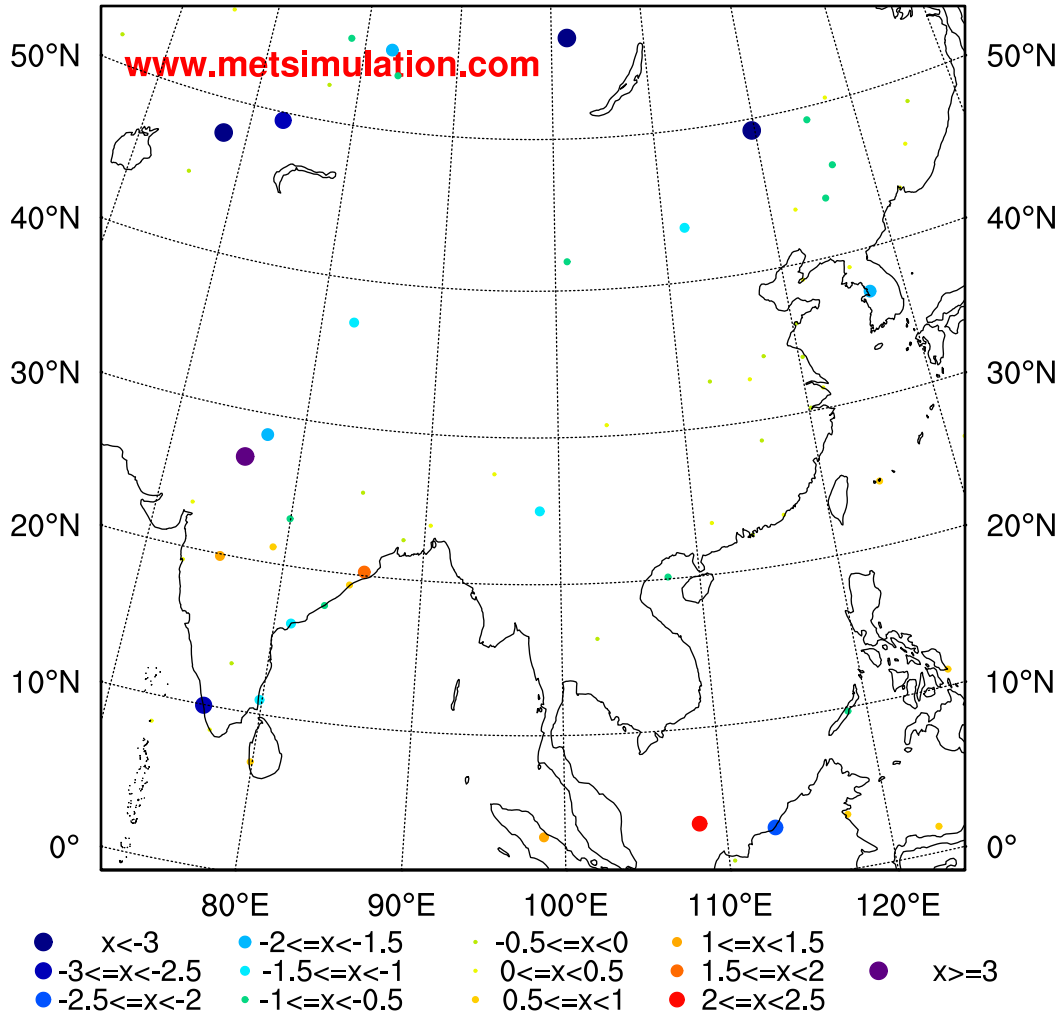 www.metsimulation.com
50°N 50°N
40°N 40°N
30°N 30°N
20°N 20°N
10°N 10°N
0° 0°
80°E 90°E 100°E 110°E 120°E
x<-3 -2<=x<-1.5 -0.5<=x<0 1<=x<1.5
-3<=x<-2.5 -1.5<=x<-1 0<=x<0.5 1.5<=x<2 x>=3
-2.5<=x<-2 -1<=x<-0.5 0.5<=x<1 2<=x<2.5